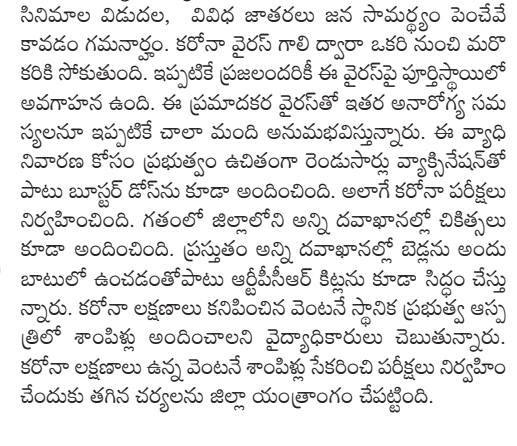 సినిమాల విడుదల, వివిధ జాతరలు జన సామర్థ్యం పెంచేవే
కావడం గమనార్హం. కరోనా వైరస్ గాలి ద్వారా ఒకరి నుంచి మరొ
కరికి సోకుతుంది. ఇప్పటికే ప్రజలందరికీ ఈ వైరస్‌పై పూర్తిస్థాయిలో
అవగాహన ఉంది. ఈ ప్రమాదకర వైరస్‌తో ఇతర అనారోగ్య సమ
స్యలనూ ఇప్పటికే చాలా మంది అనుమభవిస్తున్నారు. ఈ వ్యాధి
నివారణ కోసం ప్రభుత్వం ఉచితంగా రెండుసార్లు వ్యాక్సినేషన్‌తో
పాటు బూస్టర్ డోస్‌ను కూడా అందించింది. అలాగే కరోనా పరీక్షలు
నిర్వహించింది. గతంలో జిల్లాలోని అన్ని దవాఖానల్లో చికిత్సలు
కూడా అందించింది. ప్రస్తుతం అన్ని దవాఖానల్లో బెడ్లను అందు
బాటులో ఉంచడంతోపాటు ఆర్టీపీసీఆర్ కిట్లను కూడా సిద్ధం చేస్తు
న్నారు. కరోనా లక్షణాలు కనిపించిన వెంటనే స్థానిక ప్రభుత్వ ఆస్ప
త్రిలో శాంపిళ్లు అందించాలని వైద్యాధికారులు చెబుతున్నారు.
కరోనా లక్షణాలు ఉన్న వెంటనే శాంపిళ్లు సేకరించి పరీక్షలు నిర్వహిం
చేందుకు తగిన చర్యలను జిల్లా యంత్రాంగం చేపట్టింది.